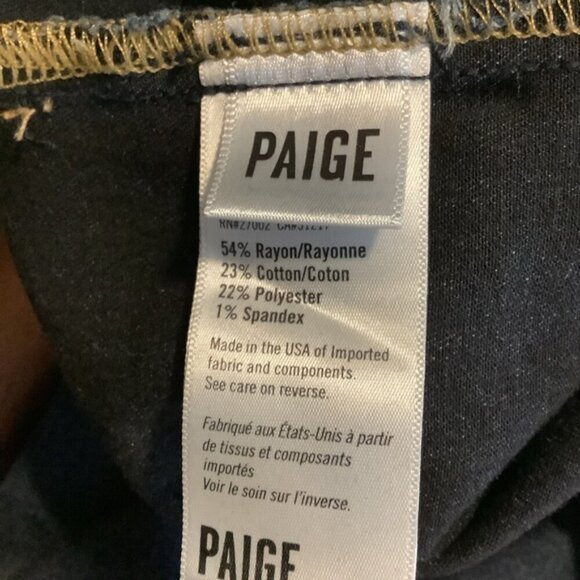 PAIGE
54% Rayon/Rayonne
23% Cotton/Coton
22% Polyester
1% Spandex
Made in the USA of Imported
fabric and components.
See care on reverse.
Fabriqué aux États-Unis à partir
de tissus et composants
importés
Voir le soin sur l'inverse.
PAIGE